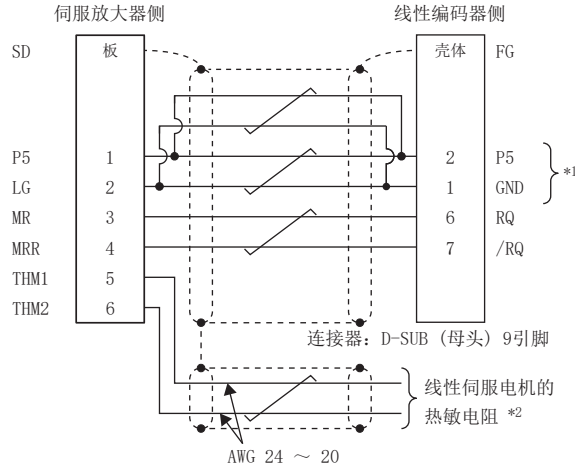 伺服放大器侧 线性编码器侧
SD 板 壳体 FG
P5 1 2 P5 *1
LG 2 1 GND
MR 3 6 RQ
MRR 4 7 /RQ
THM1 5
THM2 6
连接器：D-SUB (母头) 9引脚
线性伺服电机的
热敏电阻 *2
AWG 24 ～ 20